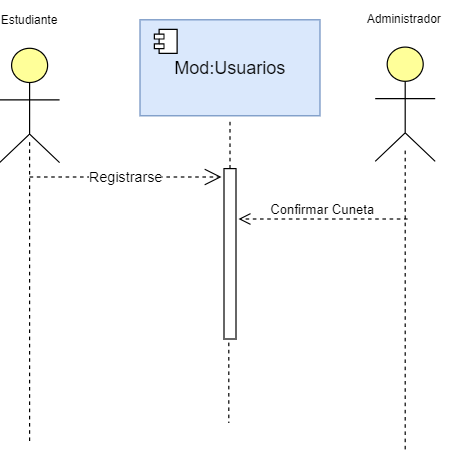 Estudiante
Administrador
Mod:Usuarios
Registrarse
Confirmar Cuneta